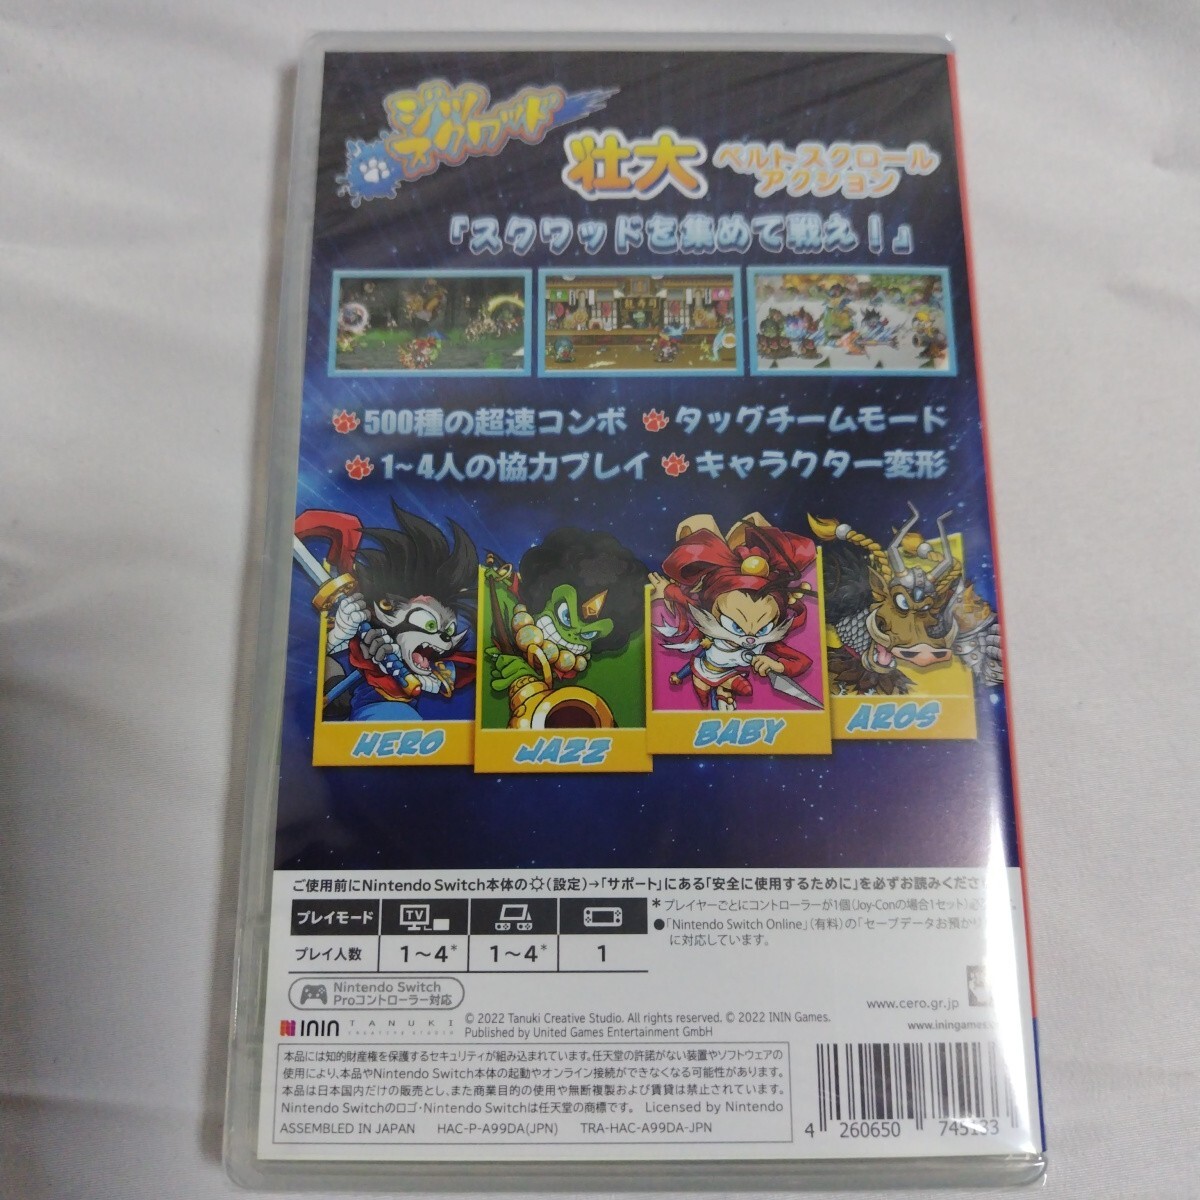 ジツスクワッド
壮大 ベルトスクロール
アクション
『スクワッドを集めて戦え！』
500種の超速コンボ タッグチームモード
1~4人の協力プレイ キャラクター変形
HERO
JAZZ
BABY
AROS
ご使用前にNintendo Switch本体の(設定)→「サポート」にある「安全に使用するために」を必ずお読みくださ
プレイモード TV
プレイ人数 1～4* 1～4* 1
*プレイヤーごとにコントローラーが1個(Joy-Conの場合1セット)必
●「Nintendo Switch Online」(有料)の「セーブデータお預か
に対応しています。
Nintendo Switch
Proコントローラー対応
www.cero.gr.jp
www.iningames.
ININ
TANUKI
CREATIVE STUDIO
© 2022 Tanuki Creative Studio. All rights reserved. © 2022 ININ Games.
Published by United Games Entertainment GmbH
本品には知的財産権を保護するセキュリティが組み込まれています。任天堂の許諾がない装置やソフトウェアの
使用により、本品やNintendo Switch本体の起動やオンライン接続ができなくなる可能性があります。
本品は日本国内だけの販売とし、また商業目的の使用や無断複製および賃貸は禁止されています。
Nintendo Switchのロゴ・Nintendo Switchは任天堂の商標です。 Licensed by Nintendo
ASSEMBLED IN JAPAN HAC-P-A99DA(JPN) TRA-HAC-A99DA-JPN
4 260650 745133